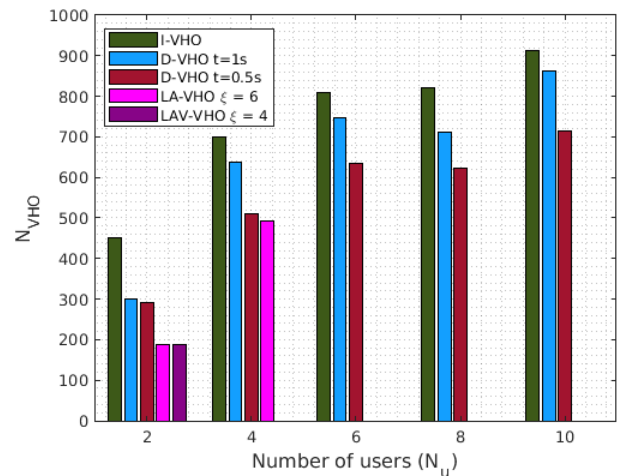 1000
900
800
700
600
500
400
300
200
100
0
N_VHO
I-VHO
D-VHO t=1s
D-VHO t=0.5s
LA-VHO ξ = 6
LAV-VHO ξ = 4
2 4 6 8 10
Number of users (N_u)